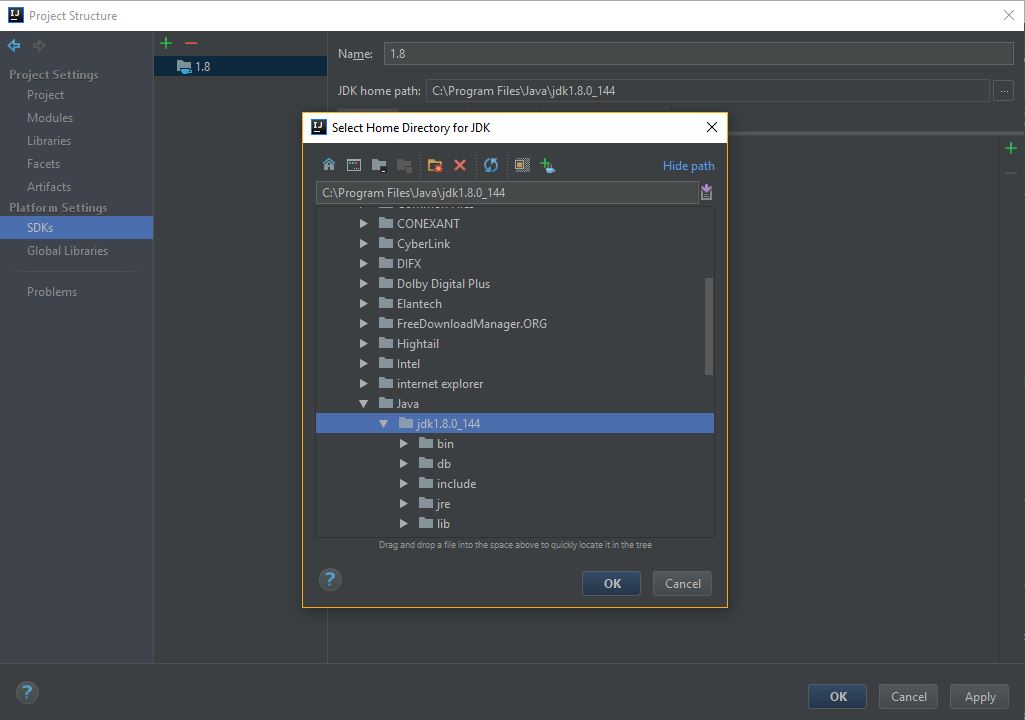 Project Structure
Project Settings
Project
Modules
Libraries
Facets
Artifacts
Platform Settings
SDKs
Global Libraries
Problems
1.8
Name: 1.8
JDK home path: C:\Program Files\Java\jdk1.8.0_144
...
Select Home Directory for JDK
Hide path
C:\Program Files\Java\jdk1.8.0_144
Common Files
CONEXANT
CyberLink
DIFX
Dolby Digital Plus
Elantech
FreeDownloadManager.ORG
Hightail
Intel
internet explorer
Java
jdk1.8.0_144
bin
db
include
jre
lib
Drag and drop a file into the space above to quickly locate it in the tree
? OK Cancel
? OK Cancel Apply